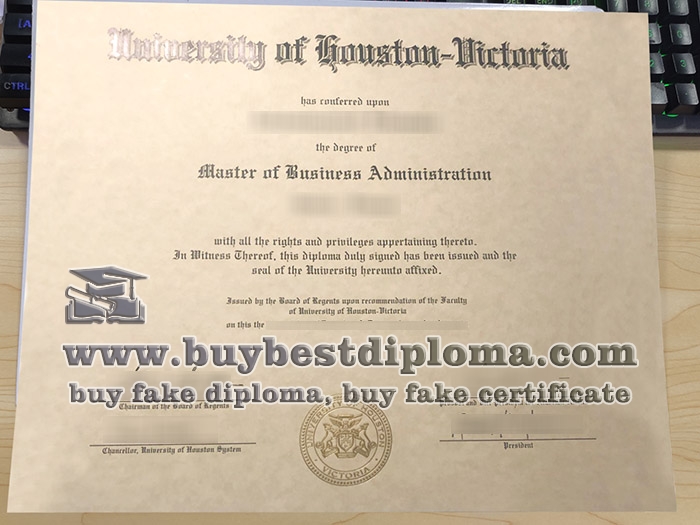 University of Houston-Victoria
has conferred upon
the degree of
Master of Business Administration
with all the rights and privileges appertaining thereto.
In Witness Thereof, this diploma duly signed has been issued and the
seal of the University hereunto affixed.
Issued by the Board of Regents upon recommendation of the Faculty
of University of Houston-Victoria
on this the
www.buybestdiploma.com
buy fake diploma, buy fake certificate
Chairman of the Board of Regents
Chancellor, University of Houston System
President
UNIVERSITY OF HOUSTON
VICTORIA
CTRL